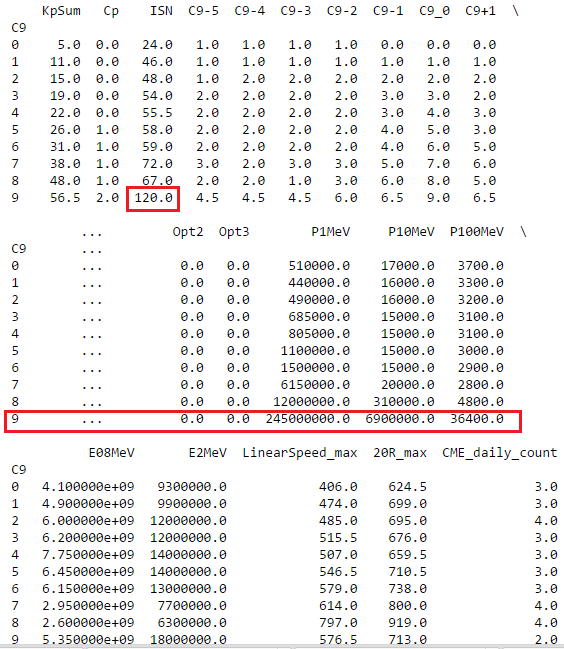 KpSum Cp ISN C9-5 C9-4 C9-3 C9-2 C9-1 C9_0 C9+1 \
C9
0 5.0 0.0 24.0 1.0 1.0 1.0 1.0 0.0 0.0 0.0
1 11.0 0.0 46.0 1.0 1.0 1.0 1.0 1.0 1.0 1.0
2 15.0 0.0 48.0 1.0 2.0 2.0 2.0 2.0 2.0 2.0
3 19.0 0.0 54.0 2.0 2.0 2.0 2.0 3.0 3.0 2.0
4 22.0 0.0 55.5 2.0 2.0 2.0 2.0 3.0 4.0 3.0
5 26.0 1.0 58.0 2.0 2.0 2.0 2.0 4.0 5.0 3.0
6 31.0 1.0 59.0 2.0 2.0 2.0 2.0 4.0 6.0 5.0
7 38.0 1.0 72.0 3.0 2.0 3.0 3.0 5.0 7.0 6.0
8 48.0 1.0 67.0 2.0 2.0 1.0 3.0 6.0 8.0 5.0
9 56.5 2.0 120.0 4.5 4.5 4.5 6.0 6.5 9.0 6.5
... Opt2 Opt3 P1MeV P10MeV P100MeV \
C9 ...
0 ... 0.0 0.0 510000.0 17000.0 3700.0
1 ... 0.0 0.0 440000.0 16000.0 3300.0
2 ... 0.0 0.0 490000.0 16000.0 3200.0
3 ... 0.0 0.0 685000.0 15000.0 3100.0
4 ... 0.0 0.0 805000.0 15000.0 3100.0
5 ... 0.0 0.0 1100000.0 15000.0 3000.0
6 ... 0.0 0.0 1500000.0 15000.0 2900.0
7 ... 0.0 0.0 6150000.0 20000.0 2800.0
8 ... 0.0 0.0 12000000.0 310000.0 4800.0
9 ... 0.0 0.0 245000000.0 6900000.0 36400.0
E08MeV E2MeV LinearSpeed_max 20R_max CME_daily_count
C9
0 4.100000e+09 9300000.0 406.0 624.5 3.0
1 4.900000e+09 9900000.0 474.0 699.0 3.0
2 6.000000e+09 12000000.0 485.0 695.0 4.0
3 6.200000e+09 12000000.0 515.5 676.0 3.0
4 7.750000e+09 14000000.0 507.0 659.5 3.0
5 6.450000e+09 14000000.0 546.5 710.5 3.0
6 6.150000e+09 13000000.0 579.0 738.0 3.0
7 2.950000e+09 7700000.0 614.0 800.0 4.0
8 2.600000e+09 6300000.0 797.0 919.0 4.0
9 5.350000e+09 18000000.0 576.5 713.0 2.0